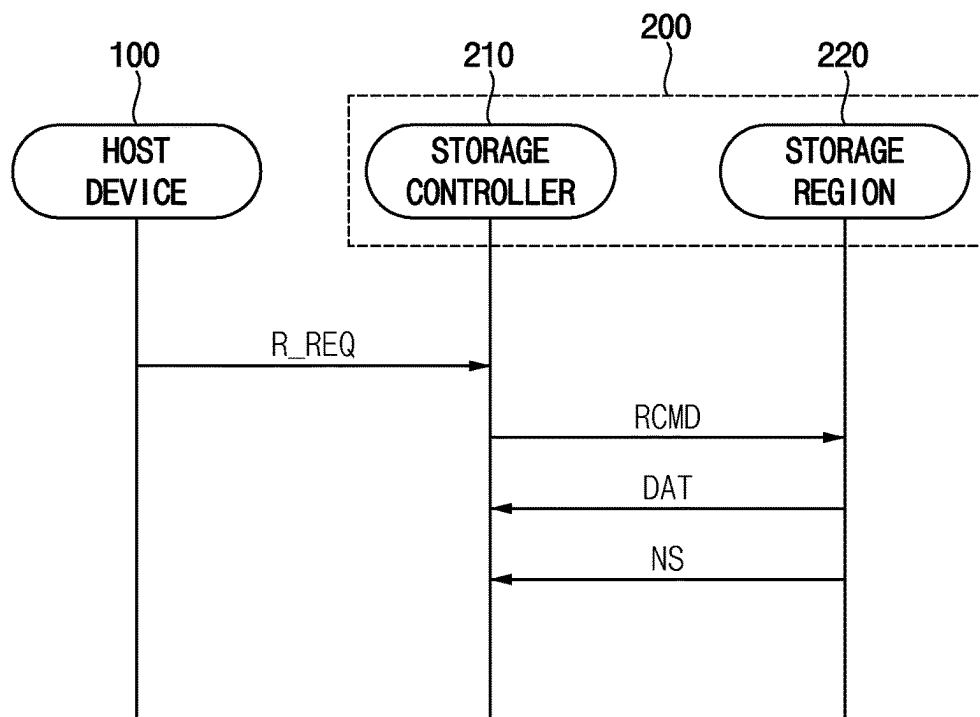 200
100
210
220
HOST
DEVICE
STORAGE
CONTROLLER
STORAGE
REGION
R_REQ
RCMD
DAT
NS